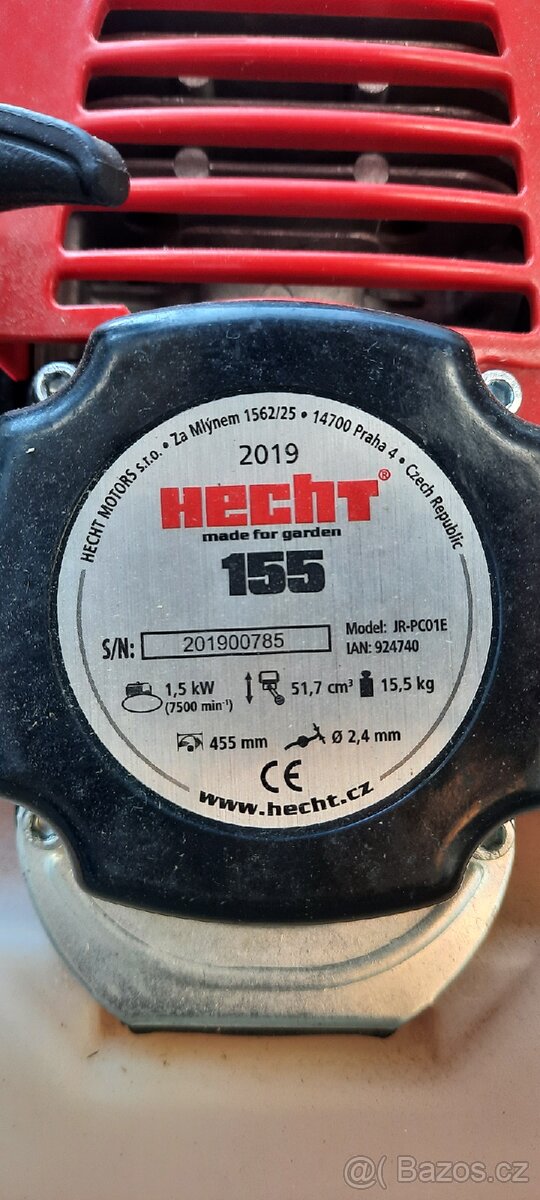 HECHT MOTORS s.r.o. • Za Mlýnem 1562/25 • 14700 Praha 4 • Czech Republic
2019
HECHT®
made for garden
155
S/N: 201900785
Model: JR-PC01E
IAN: 924740
1,5 kW (7500 min⁻¹) 51,7 cm³ 15,5 kg
455 mm Ø 2,4 mm
CE
www.hecht.cz
@( Bazoš.cz